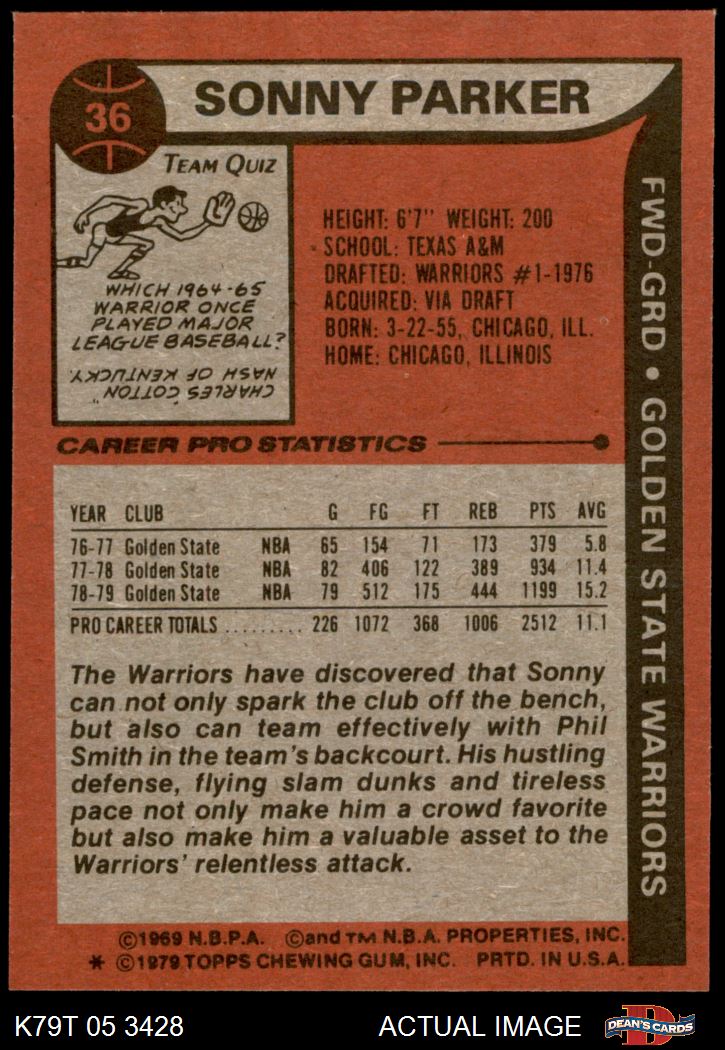 36
SONNY PARKER
TEAM QUIZ
WHICH 1964-65
WARRIOR ONCE
PLAYED MAJOR
LEAGUE BASEBALL?
CHARLES "COTTON"
NASH OF KENTUCKY.
HEIGHT: 6'7" WEIGHT: 200
SCHOOL: TEXAS A&M
DRAFTED: WARRIORS #1-1976
ACQUIRED: VIA DRAFT
BORN: 3-22-55, CHICAGO, ILL.
HOME: CHICAGO, ILLINOIS
FWD-GRD • GOLDEN STATE WARRIORS
CAREER PRO STATISTICS
YEAR CLUB G FG FT REB PTS AVG
76-77 Golden State NBA 65 154 71 173 379 5.8
77-78 Golden State NBA 82 406 122 389 934 11.4
78-79 Golden State NBA 79 512 175 444 1199 15.2
PRO CAREER TOTALS ......... 226 1072 368 1006 2512 11.1
The Warriors have discovered that Sonny
can not only spark the club off the bench,
but also can team effectively with Phil
Smith in the team's backcourt. His hustling
defense, flying slam dunks and tireless
pace not only make him a crowd favorite
but also make him a valuable asset to the
Warriors' relentless attack.
©1969 N.B.P.A. ©and TM N.B.A. PROPERTIES, INC.
* ©1979 TOPPS CHEWING GUM, INC. PRTD. IN U.S.A.
K79T 05 3428 ACTUAL IMAGE
D
DEAN'S CARDS